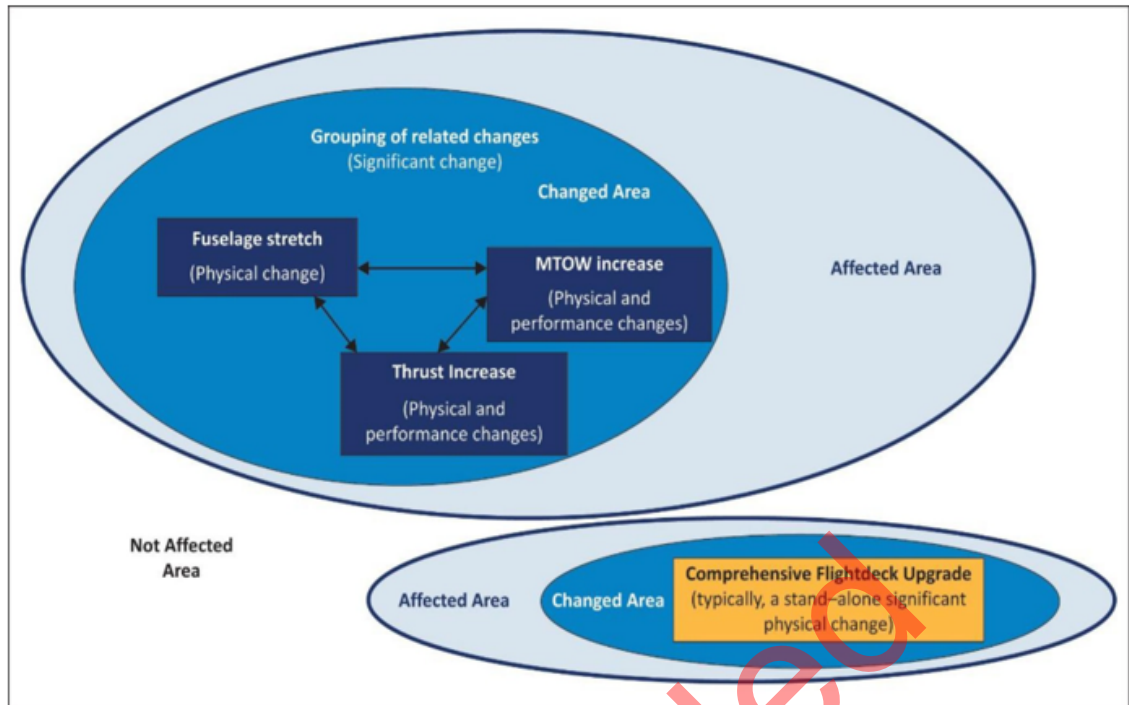 Grouping of related changes
(Significant change)
Changed Area
Fuselage stretch
(Physical change)
MTOW increase
(Physical and
performance changes)
Affected Area
Thrust Increase
(Physical and
performance changes)
Not Affected
Area
Affected Area
Changed Area
Comprehensive Flightdeck Upgrade
(typically, a stand–alone significant
physical change)
led